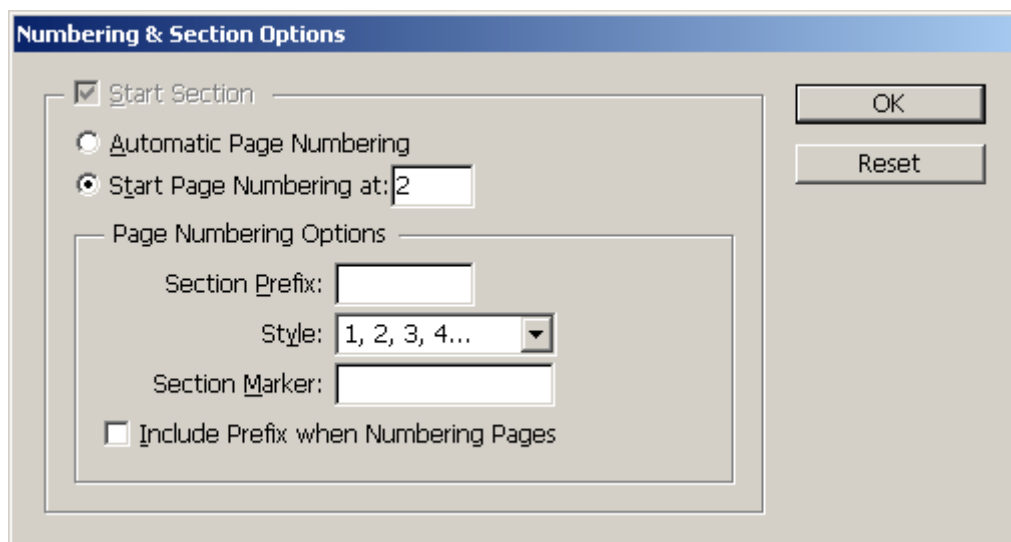 Numbering & Section Options
Start Section
Automatic Page Numbering
Start Page Numbering at: 2
Page Numbering Options
Section Prefix:
Style: 1, 2, 3, 4...
Section Marker:
Include Prefix when Numbering Pages
OK
Reset